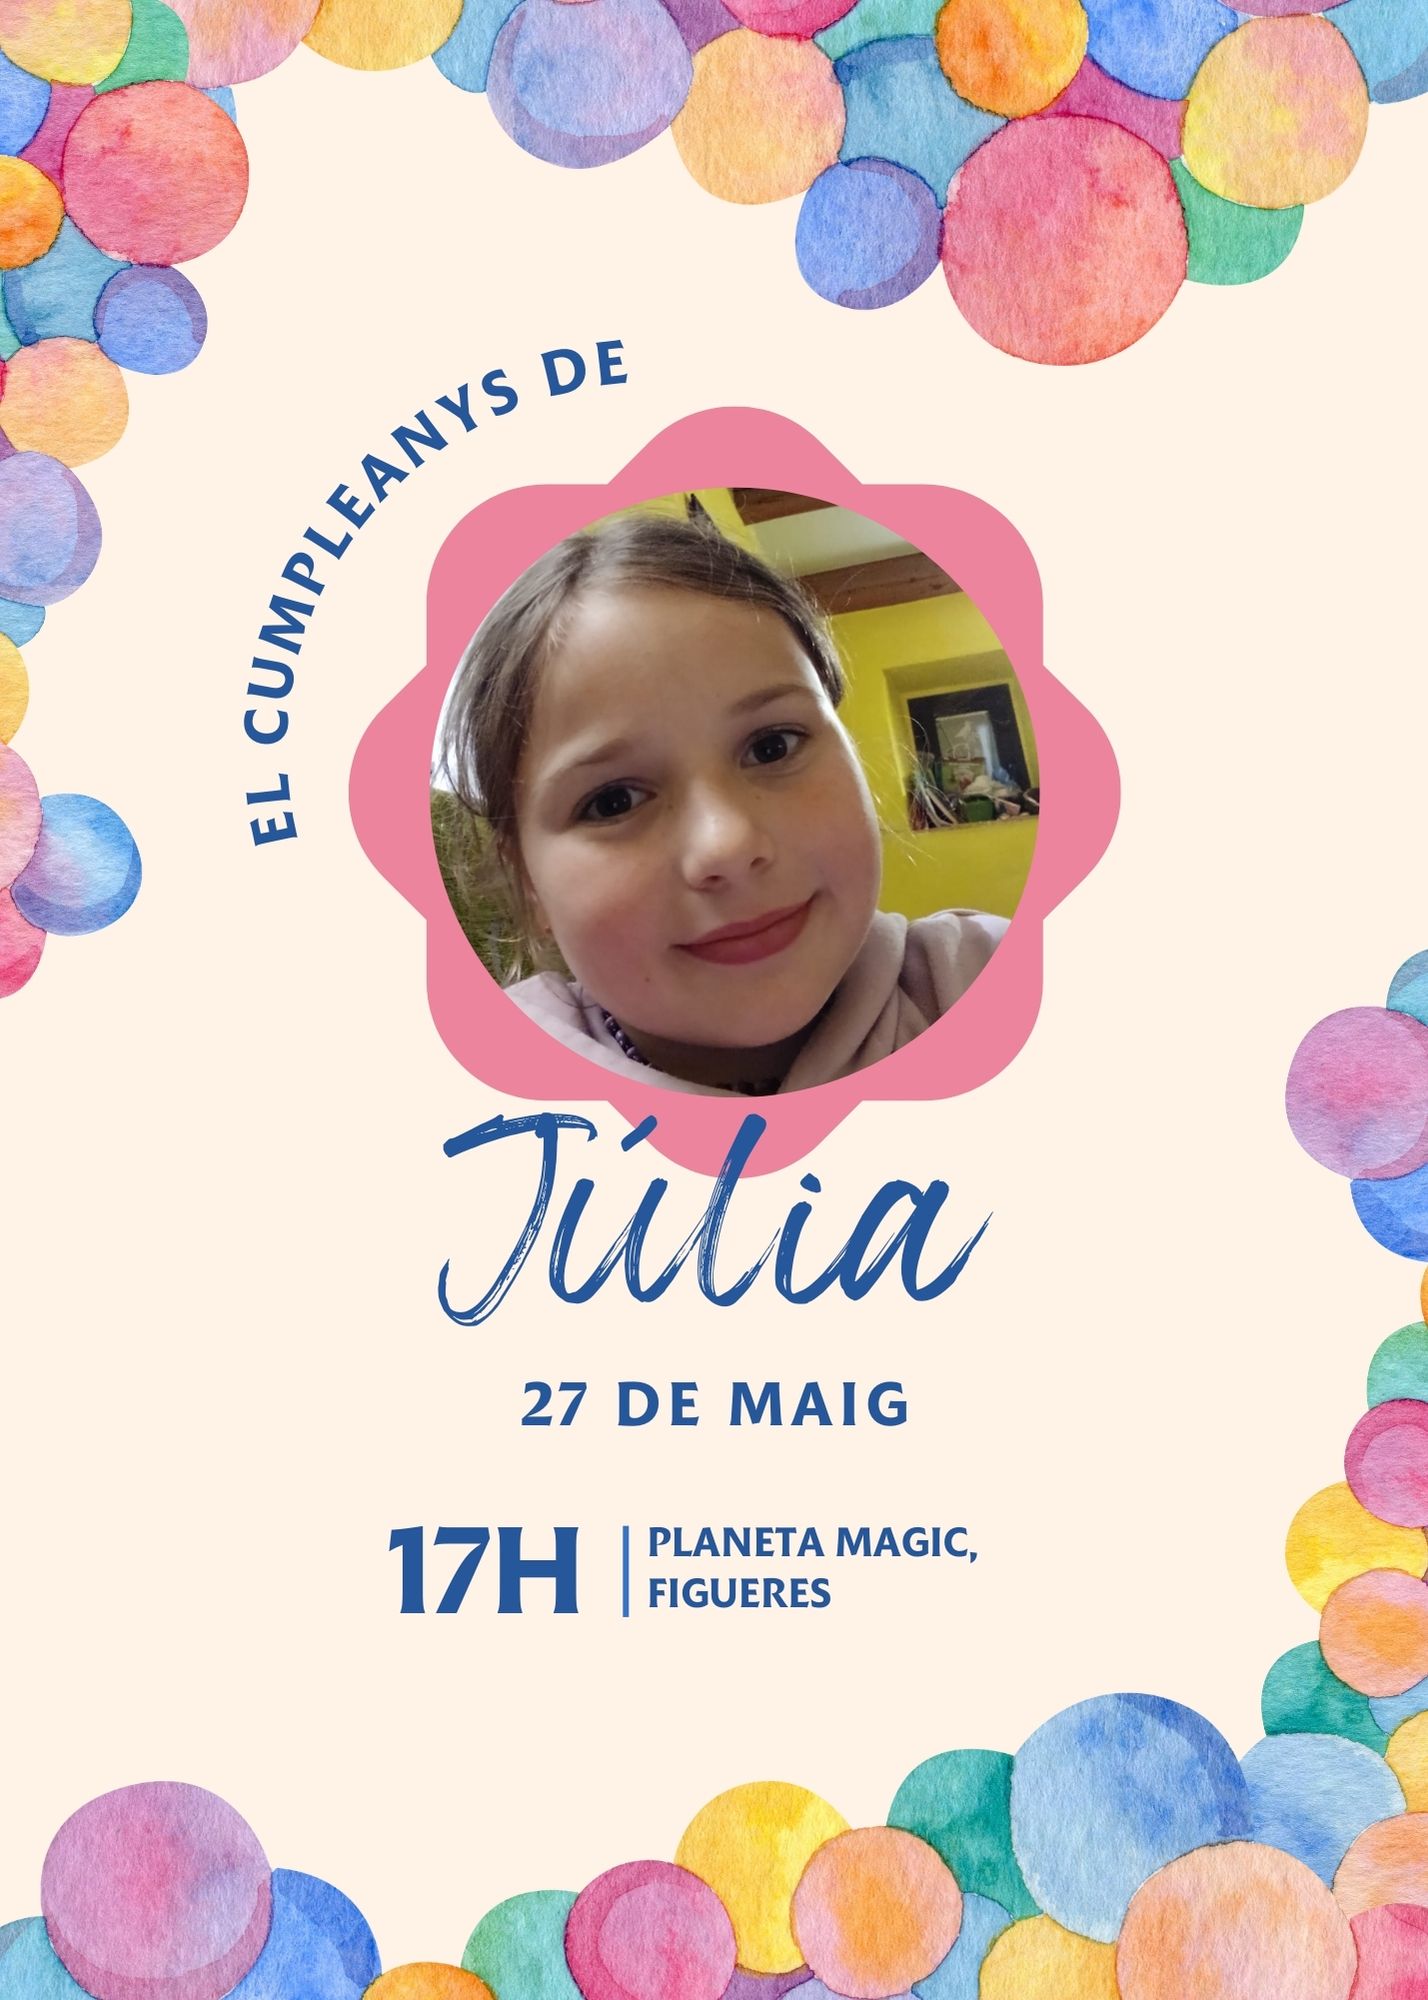 EL CUMPLEANYS DE
Júlia
27 DE MAIG
17H
PLANETA MAGIC,
FIGUERES